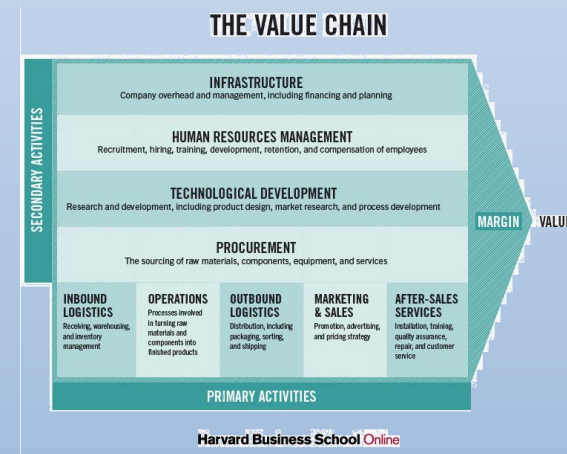 THE VALUE CHAIN
SECONDARY ACTIVITIES
INFRASTRUCTURE
Company overhead and management, including financing and planning
HUMAN RESOURCES MANAGEMENT
Recruitment, hiring, training, development, retention, and compensation of employees
TECHNOLOGICAL DEVELOPMENT
Research and development, including product design, market research, and process development
PROCUREMENT
The sourcing of raw materials, components, equipment, and services
INBOUND
LOGISTICS
Receiving, warehousing,
and inventory
management
OPERATIONS
Processes involved
in turning raw
materials and
components into
finished products
OUTBOUND
LOGISTICS
Distribution, including
packaging, sorting,
and shipping
MARKETING
& SALES
Promotion, advertising,
and pricing strategy
AFTER-SALES
SERVICES
Installation, training,
quality assurance,
repair, and customer
service
MARGIN
VALU
PRIMARY ACTIVITIES
Harvard Business School Online